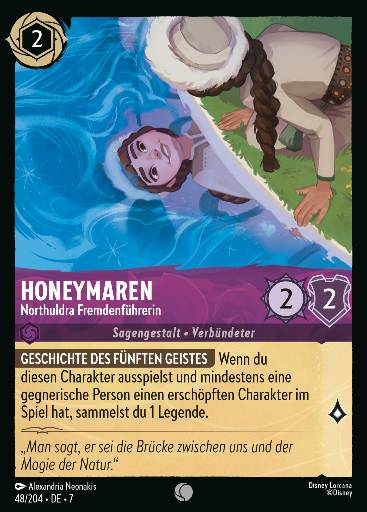 2
HONEYMAREN
Northuldra Fremdenführerin
2
2
Sagengestalt • Verbündeter
GESCHICHTE DES FÜNFTEN GEISTES Wenn du
diesen Charakter ausspielst und mindestens eine
gegnerische Person einen erschöpften Charakter im
Spiel hat, sammelst du 1 Legende.
„Man sagt, er sei die Brücke zwischen uns und der
Magie der Natur.“
Alexandria Neonakis
Disney Lorcana
48/204 • DE • 7
©Disney